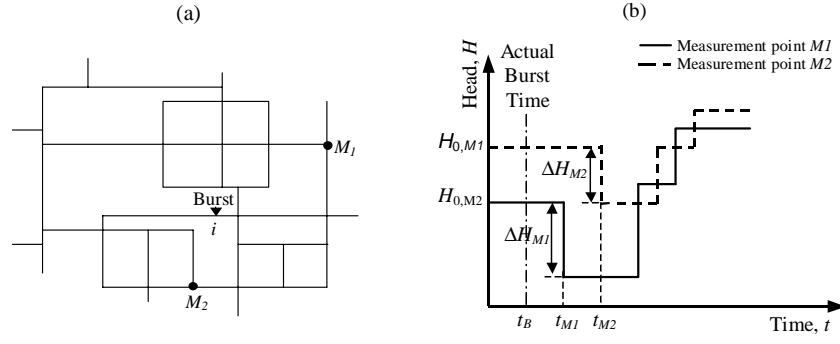 (a)
M1
Burst
i
M2
(b)
Head, H
Actual
Burst
Time
Measurement point M1
Measurement point M2
H0,M1
ΔHM2
H0,M2
ΔHM1
tB
tM1
tM2
Time, t